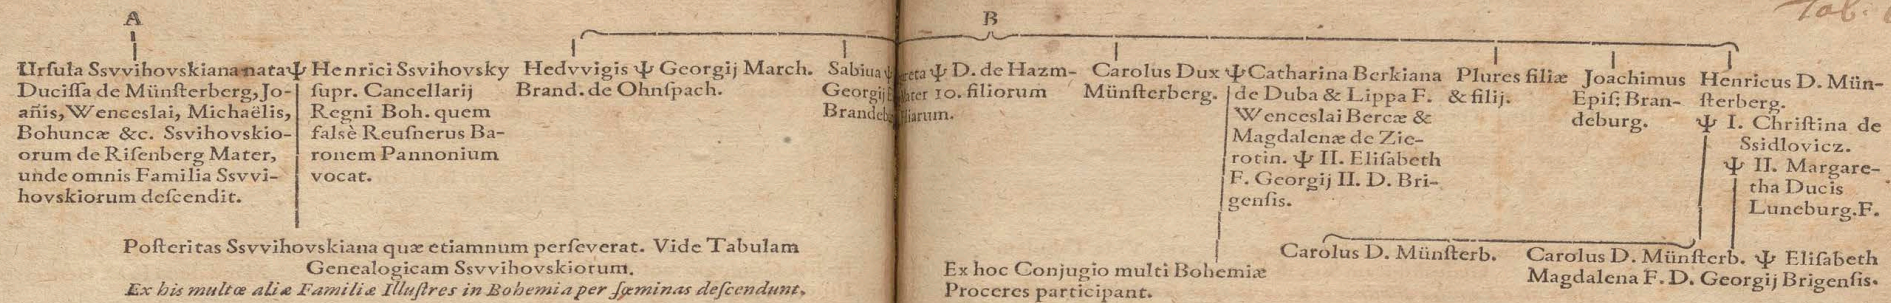 A
B
Tab.
Ursula Ssvvihovskiana nata Ψ Henrici Ssvihovsky
Ducissa de Münsterberg, Jo-
añis, Wenceslai, Michaëlis,
Bohuncæ &c. Ssvihovskio-
orum de Risenberg Mater,
unde omnis Familia Ssvvi-
hovskiorum descendit.
supr. Cancellarij
Regni Boh. quem
falsè Reusnerus Ba-
ronem Pannonium
vocat.
Posteritas Ssvvihovskiana quæ etiamnum perseverat. Vide Tabulam
Genealogicam Ssvvihovskiorum.
Ex his multæ aliæ Familiæ Illustres in Bohemia per fæminas descendunt.
Hedvvigis Ψ Georgij March.
Brand. de Ohnspach.
Sabina
Georgij
Ψ D. de Hazm-
Mater 10. filiorum
Carolus Dux Ψ Catharina Berkiana
Münsterberg.
de Duba & Lippa F.
Wenceslai Bercæ &
Magdalenæ de Zie-
rotin. Ψ II. Elisabeth
F. Georgij II. D. Bri-
gensis.
Ex hoc Conjugio multi Bohemiæ
Proceres participant.
Plures filiæ
& filij.
Joachimus
Epis: Bran-
deburg.
Henricus D. Mün-
sterberg.
Ψ I. Christina de
Ssidlovicz.
Ψ II. Margare-
tha Ducis
Luneburg. F.
Carolus D. Münsterb.
Carolus D. Münsterb. Ψ Elisabeth
Magdalena F. D. Georgij Brigensis.